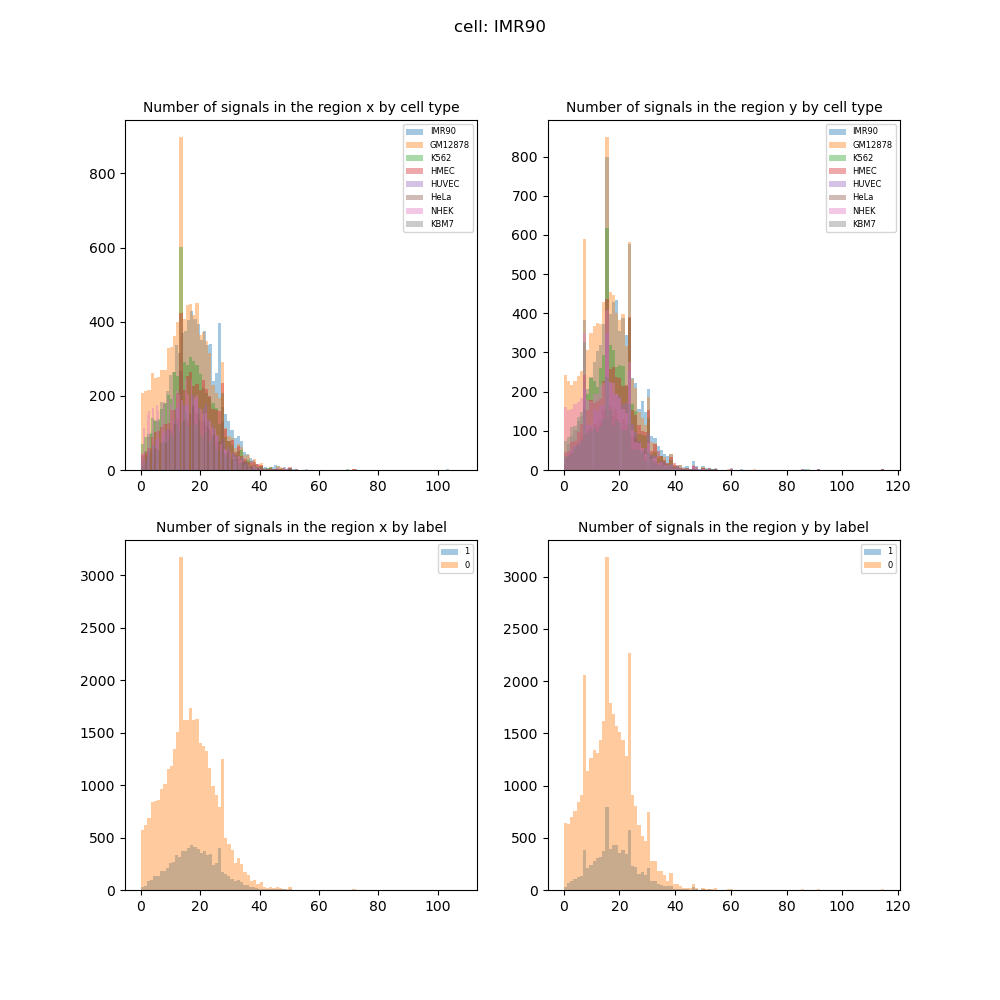 cell: IMR90
Number of signals in the region x by cell type
IMR90
GM12878
K562
HMEC
HUVEC
HeLa
NHEK
KBM7
800
600
400
200
0
0 20 40 60 80 100
Number of signals in the region y by cell type
IMR90
GM12878
K562
HMEC
HUVEC
HeLa
NHEK
KBM7
800
700
600
500
400
300
200
100
0
0 20 40 60 80 100 120
Number of signals in the region x by label
1
0
3000
2500
2000
1500
1000
500
0
0 20 40 60 80 100
Number of signals in the region y by label
1
0
3000
2500
2000
1500
1000
500
0
0 20 40 60 80 100 120